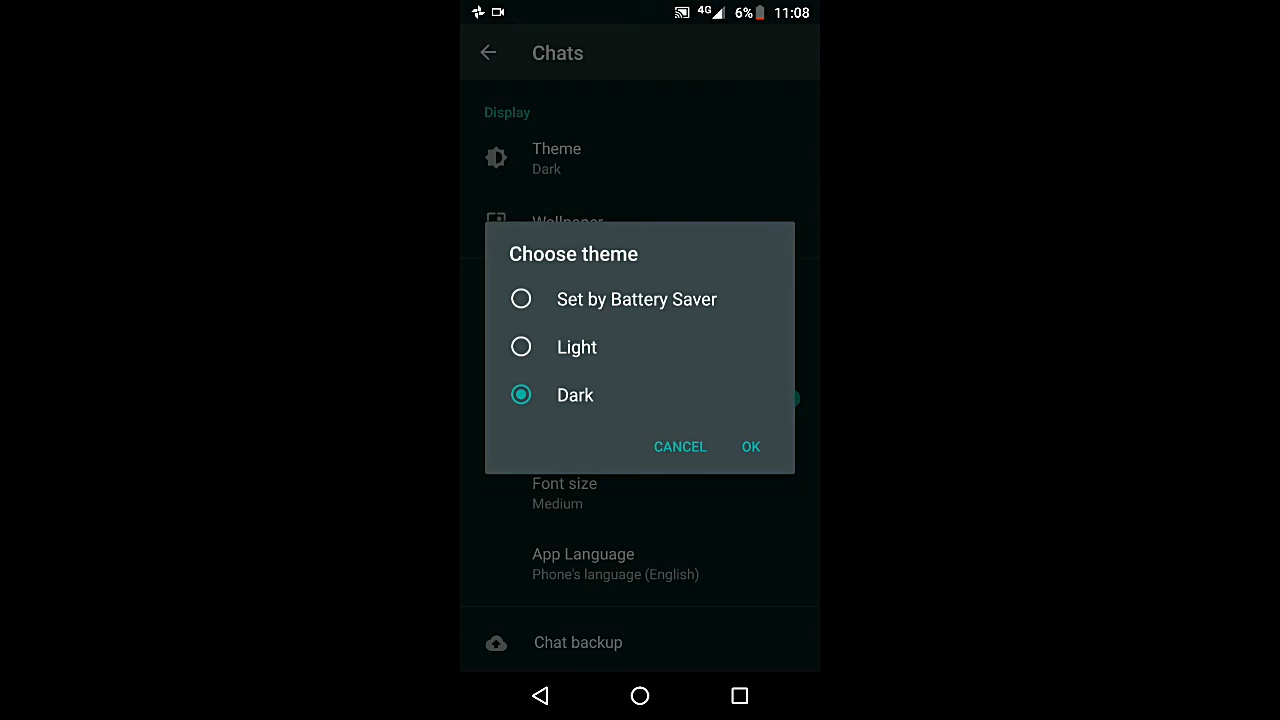 4G 6% 11:08
Chats
Display
Theme
Dark
Wallpaper
Choose theme
Set by Battery Saver
Light
Dark
CANCEL OK
Font size
Medium
App Language
Phone's language (English)
Chat backup